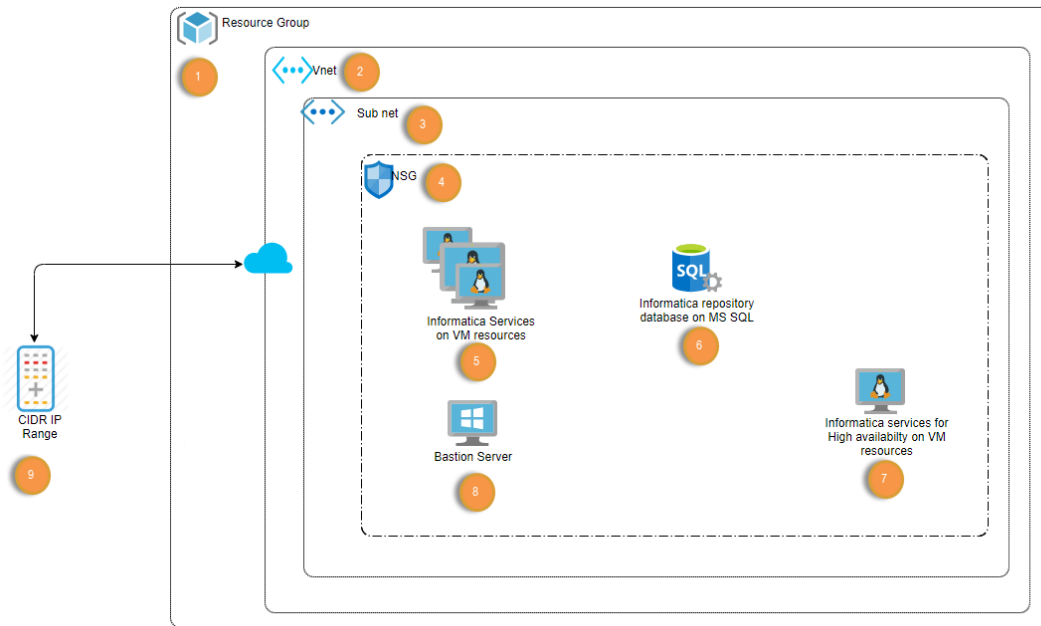 Resource Group
1
Vnet
2
Sub net
3
NSG
4
Informatica Services
on VM resources
5
SQL
Informatica repository
database on MS SQL
6
Informatica services for
High availabilty on VM
resources
7
Bastion Server
8
CIDR IP
Range
9